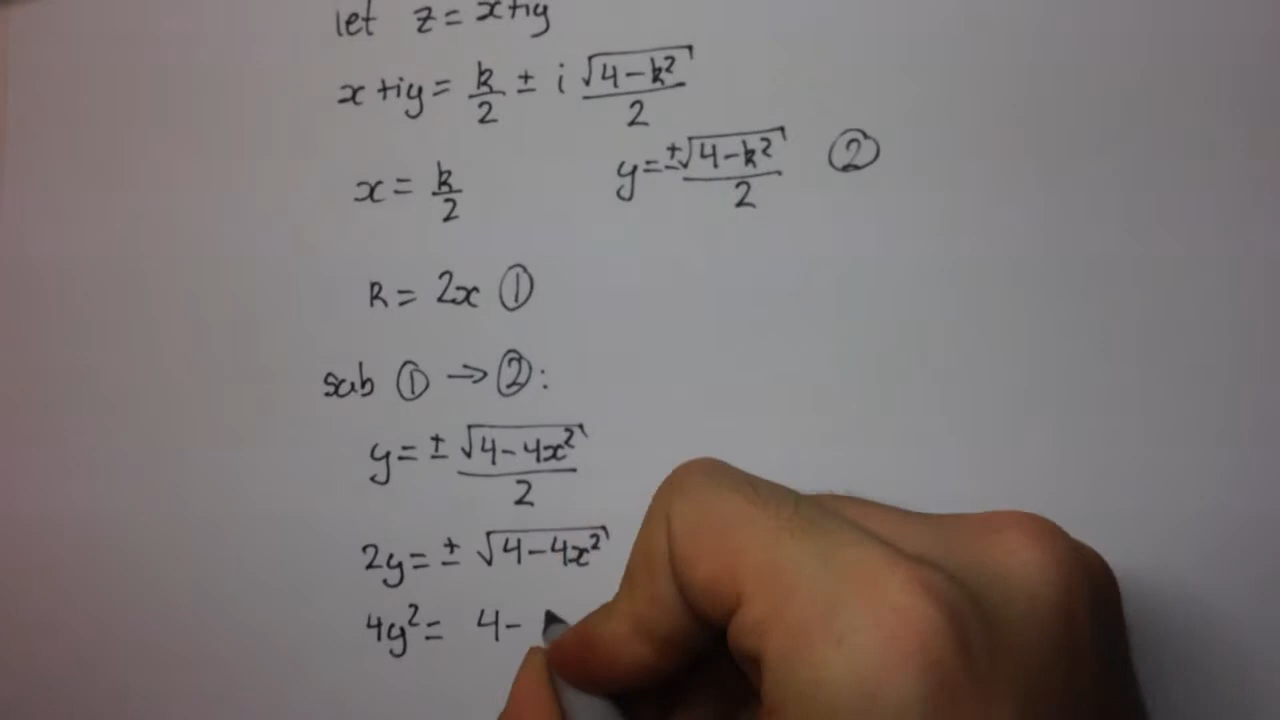 let z = x+iy
x+iy = k/2 ± i √(4-k²)/2
x = k/2 y = ±√(4-k²)/2 ②
k = 2x ①
sub ① → ②:
y = ± √(4-4x²)/2
2y = ± √(4-4x²)
4y² = 4-